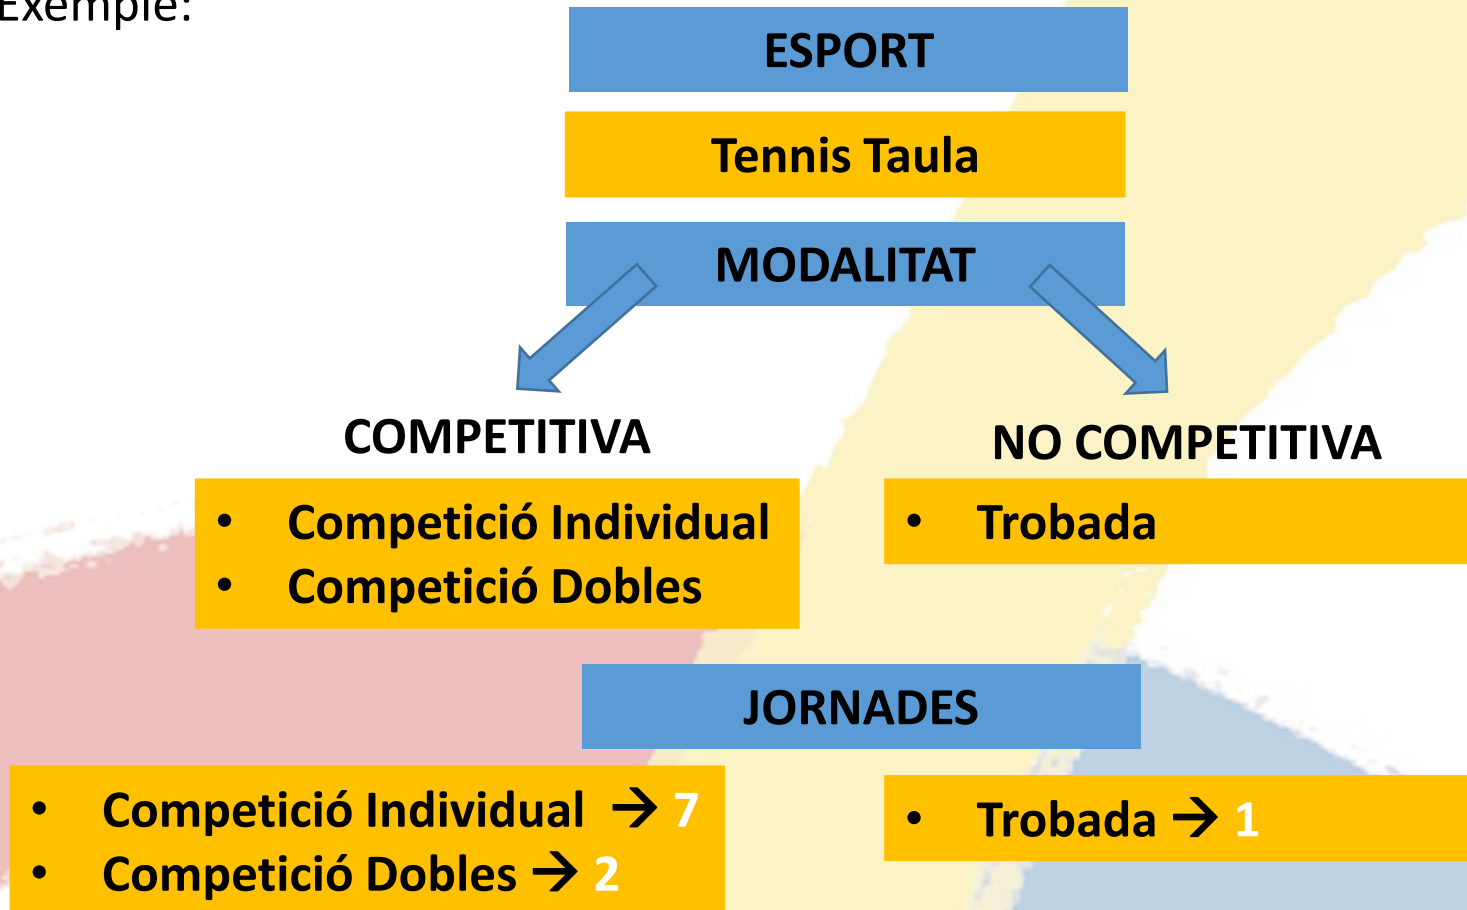 Exemple:
ESPORT
Tennis Taula
MODALITAT
COMPETITIVA
NO COMPETITIVA
• Competició Individual
• Competició Dobles
• Trobada
JORNADES
• Competició Individual → 7
• Competició Dobles → 2
• Trobada → 1